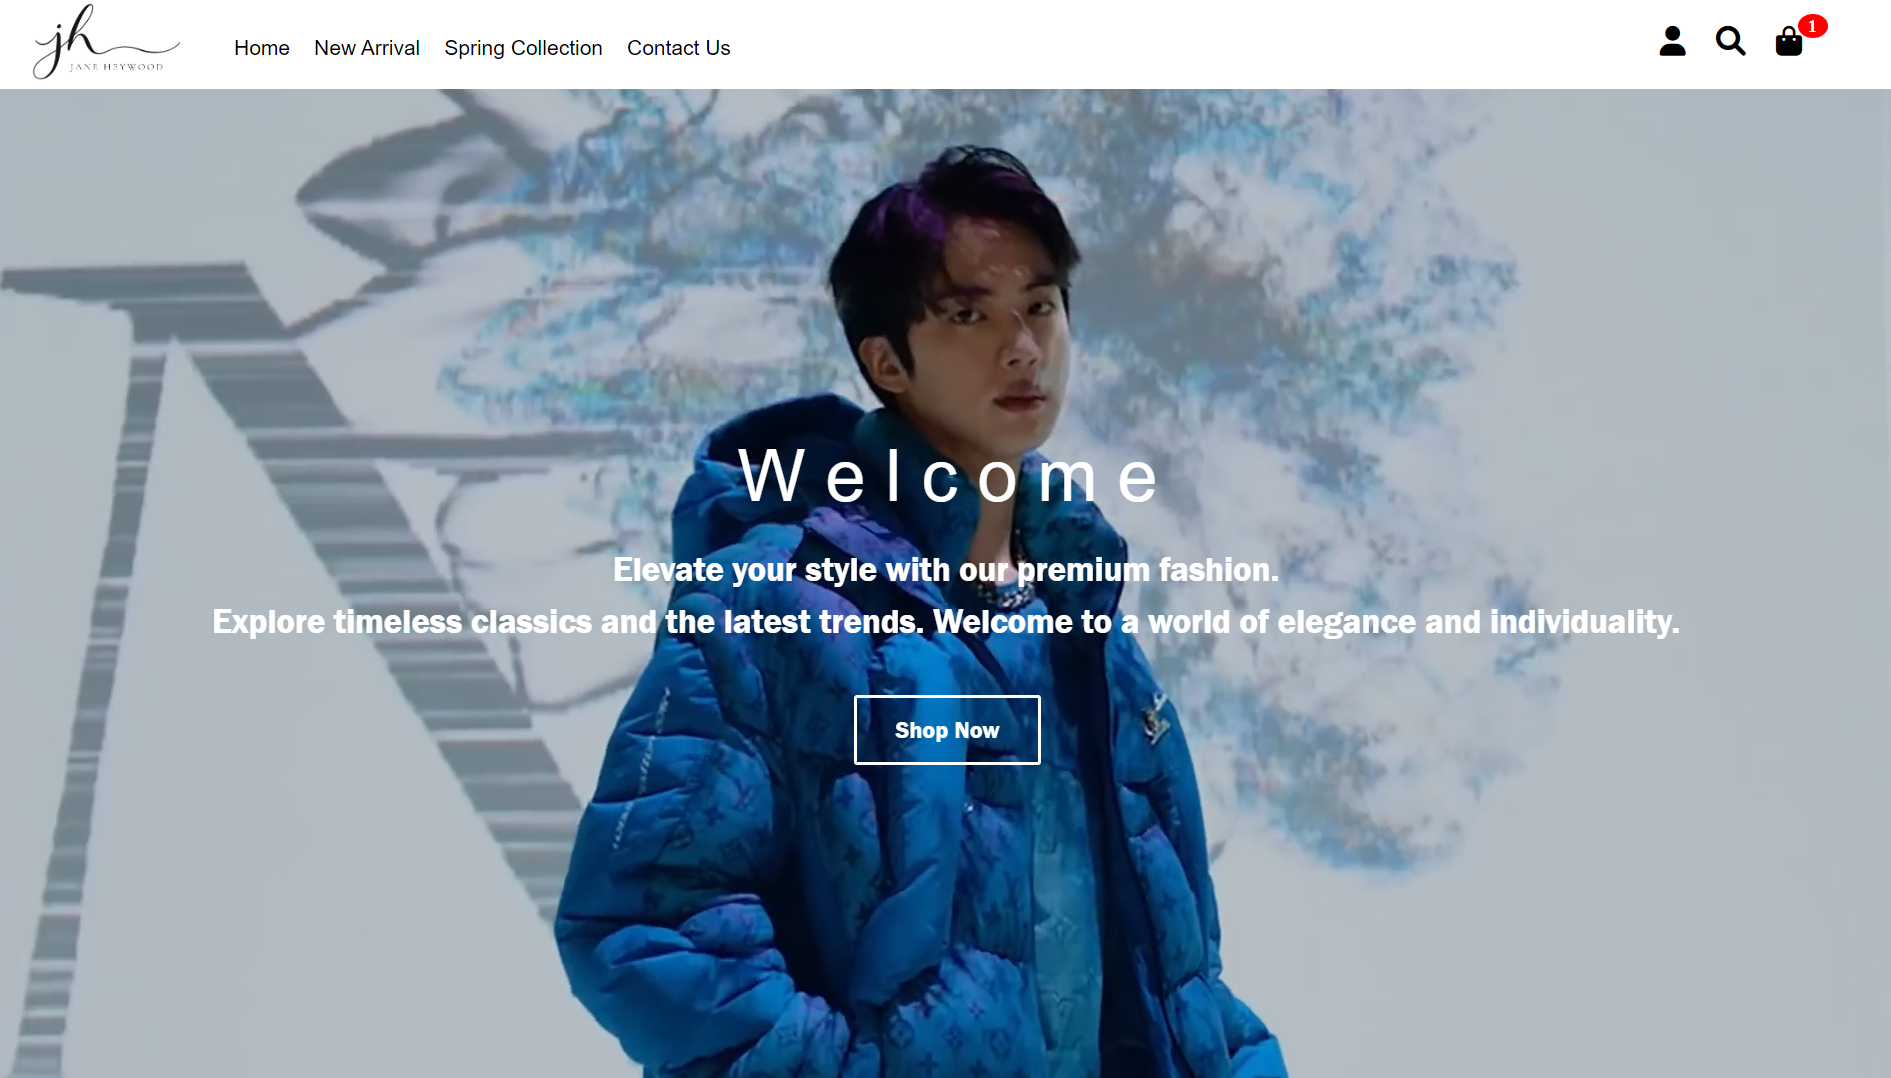 jh
JANE HEYWOOD
Home New Arrival Spring Collection Contact Us
1
Welcome
Elevate your style with our premium fashion.
Explore timeless classics and the latest trends. Welcome to a world of elegance and individuality.
Shop Now